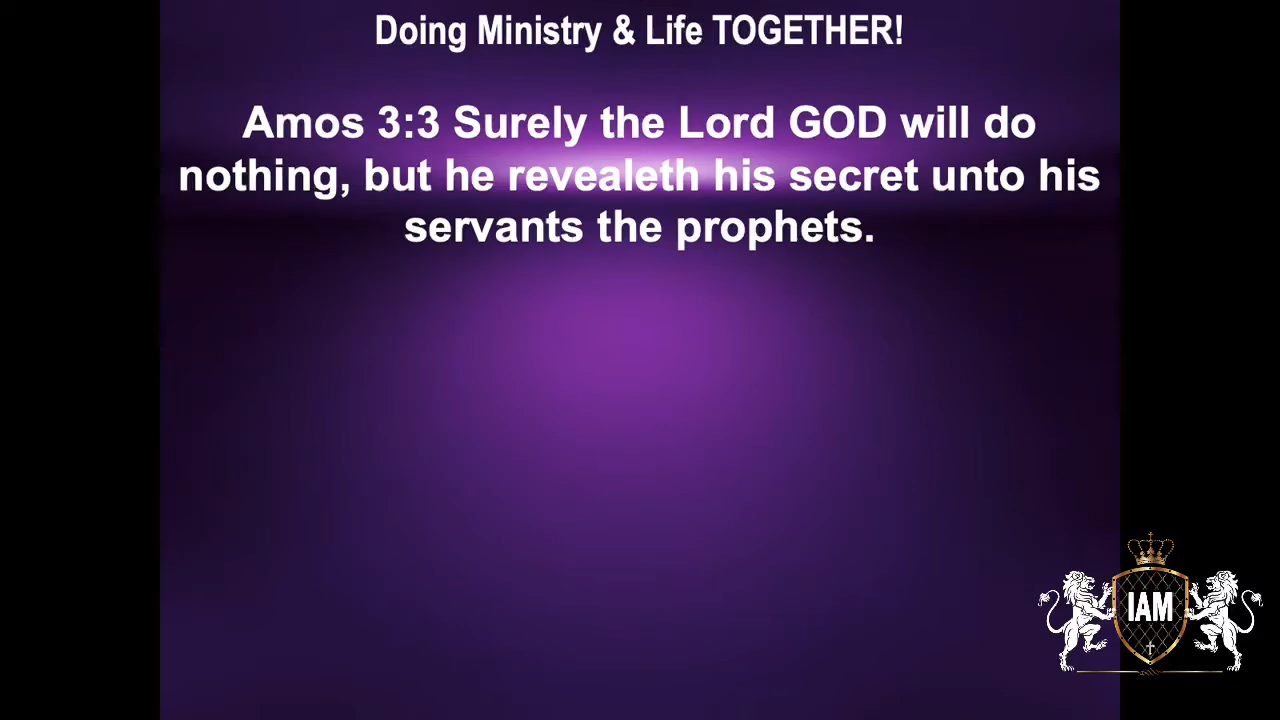 Doing Ministry & Life TOGETHER!
Amos 3:3 Surely the Lord GOD will do
nothing, but he revealeth his secret unto his
servants the prophets.
IAM